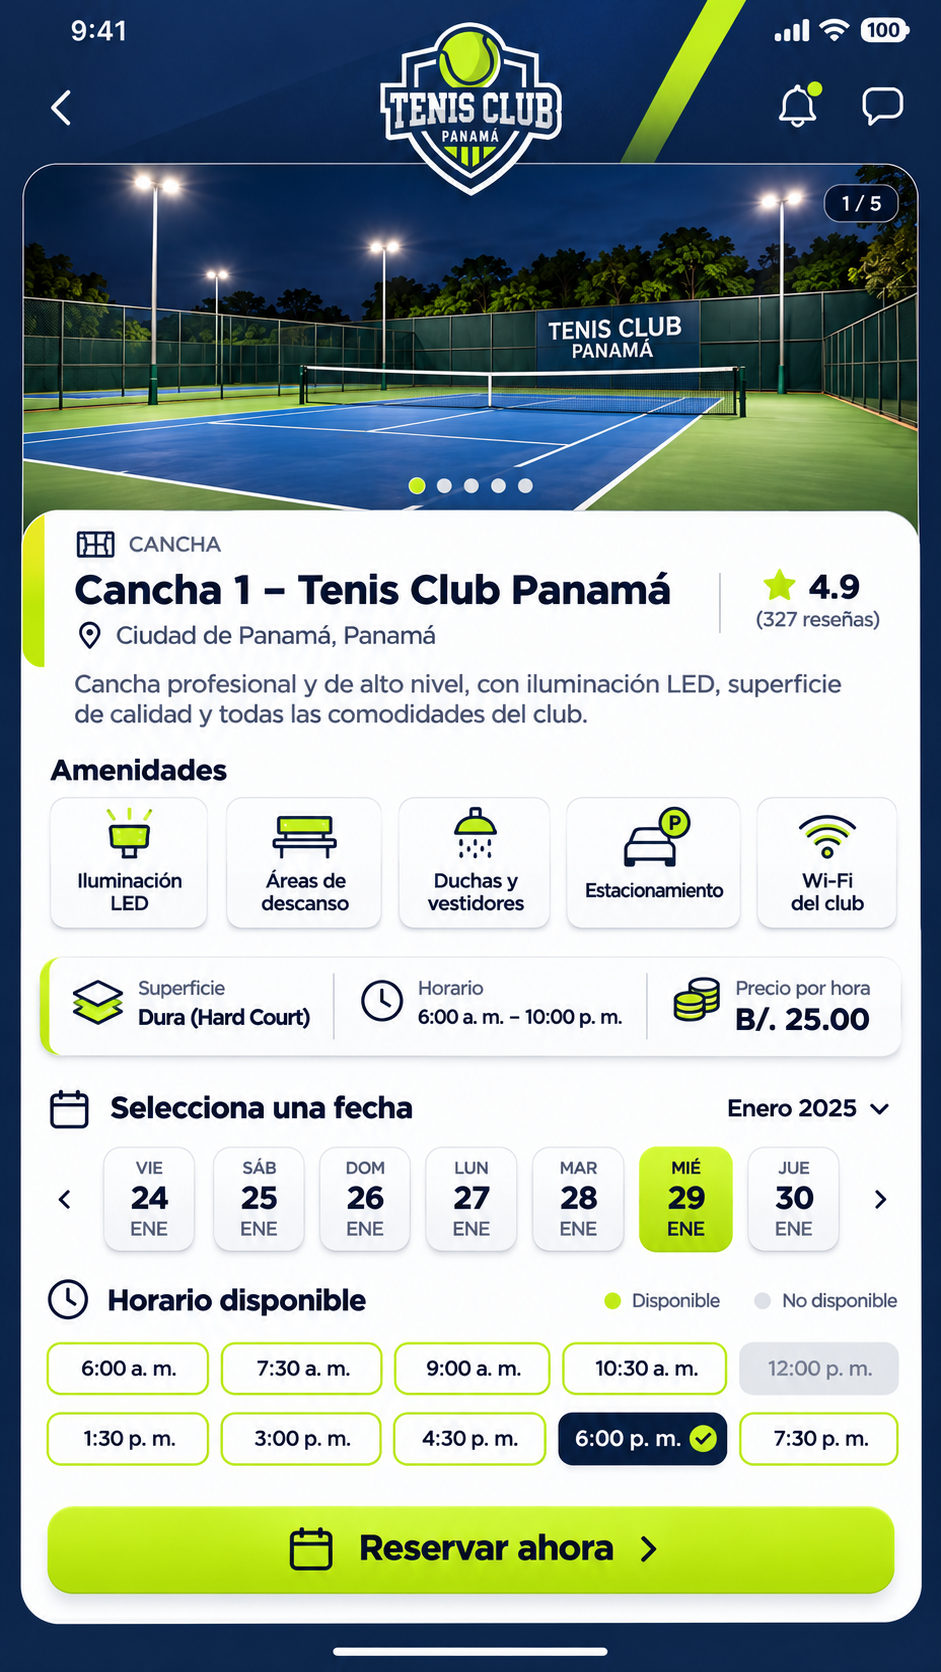 9:41
100
TENIS CLUB
PANAMÁ
1 / 5
TENIS CLUB
PANAMÁ
CANCHA
Cancha 1 – Tenis Club Panamá
4.9
(327 reseñas)
Ciudad de Panamá, Panamá
Cancha profesional y de alto nivel, con iluminación LED, superficie
de calidad y todas las comodidades del club.
Amenidades
Iluminación
LED
Áreas de
descanso
Duchas y
vestidores
P
Estacionamiento
Wi-Fi
del club
Superficie
Dura (Hard Court)
Horario
6:00 a. m. – 10:00 p. m.
Precio por hora
B/. 25.00
Selecciona una fecha
Enero 2025
VIE
24
ENE
SÁB
25
ENE
DOM
26
ENE
LUN
27
ENE
MAR
28
ENE
MIÉ
29
ENE
JUE
30
ENE
Horario disponible
Disponible
No disponible
6:00 a. m.
7:30 a. m.
9:00 a. m.
10:30 a. m.
12:00 p. m.
1:30 p. m.
3:00 p. m.
4:30 p. m.
6:00 p. m.
7:30 p. m.
Reservar ahora